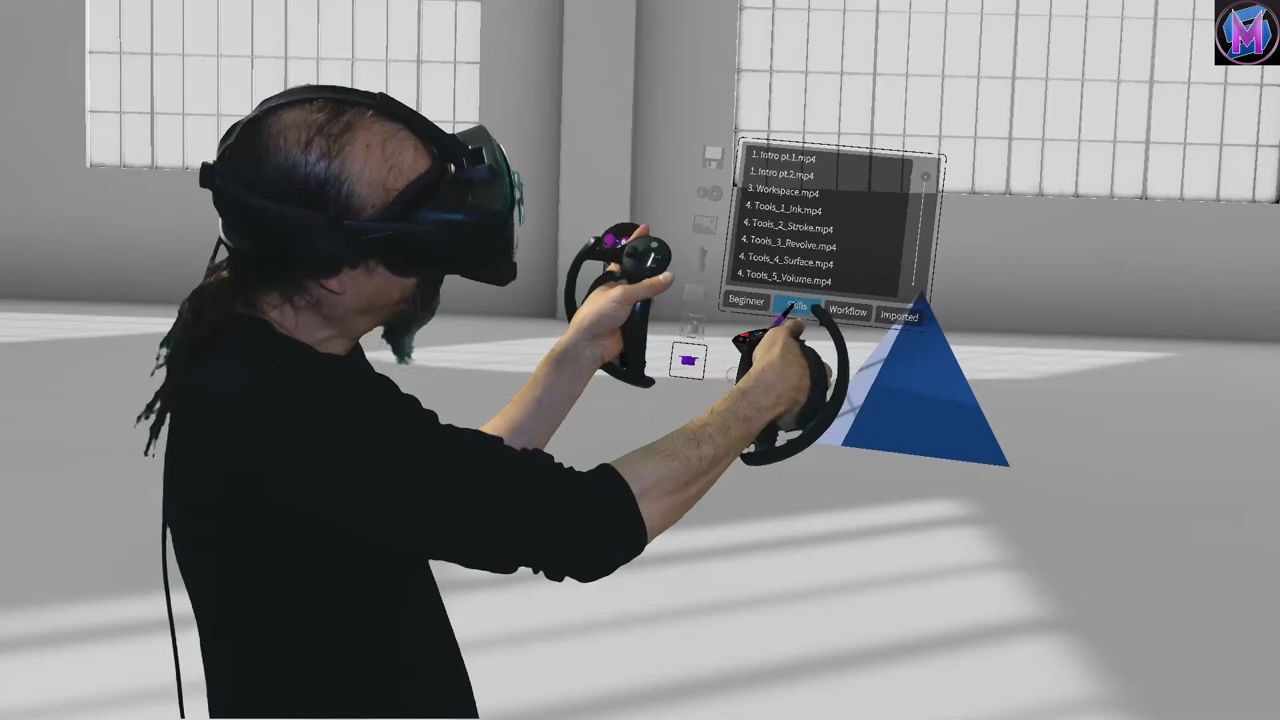 M
1. Intro pt.1.mp4
1. Intro pt.2.mp4
3. Workspace.mp4
4. Tools_1_Ink.mp4
4. Tools_2_Stroke.mp4
4. Tools_3_Revolve.mp4
4. Tools_4_Surface.mp4
4. Tools_5_Volume.mp4
Beginner Skills Workflow Imported